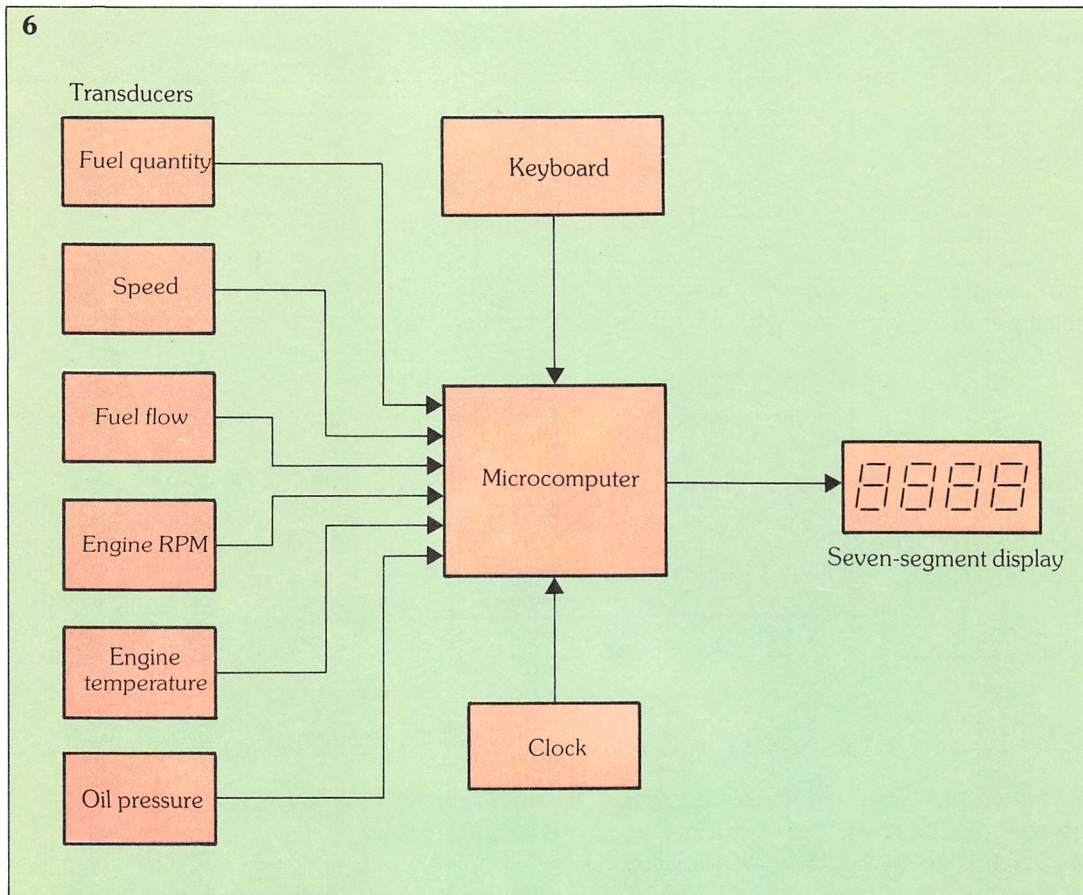 6
Transducers
Fuel quantity
Speed
Fuel flow
Engine RPM
Engine
temperature
Oil pressure
Keyboard
Microcomputer
Clock
8888
Seven-segment display